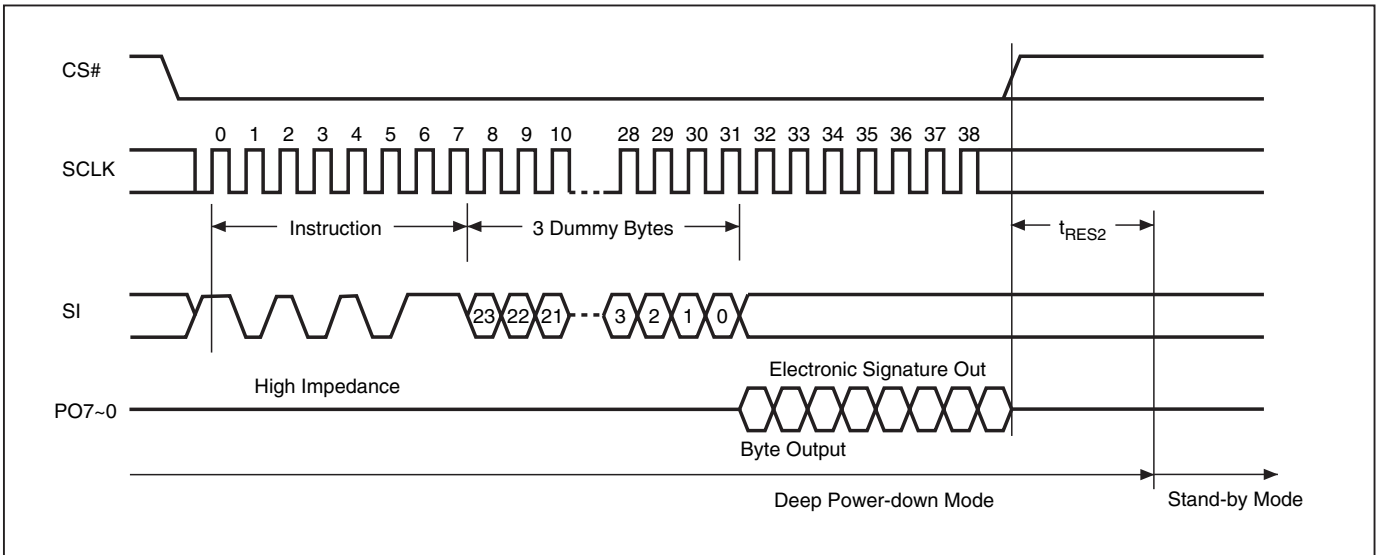 CS#
0 1 2 3 4 5 6 7 8 9 10 28 29 30 31 32 33 34 35 36 37 38
SCLK
Instruction 3 Dummy Bytes tRES2
SI 23 22 21 3 2 1 0
High Impedance Electronic Signature Out
PO7~0
Byte Output
Deep Power-down Mode Stand-by Mode